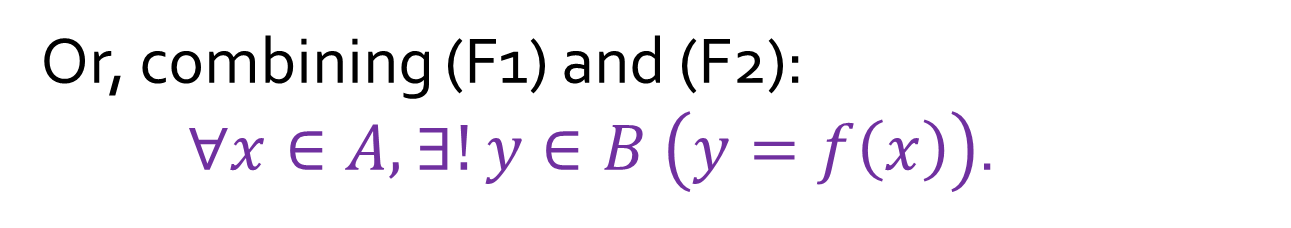 Or, combining (F1) and (F2):
∀x ∈ A, ∃! y ∈ B (y = f(x)).